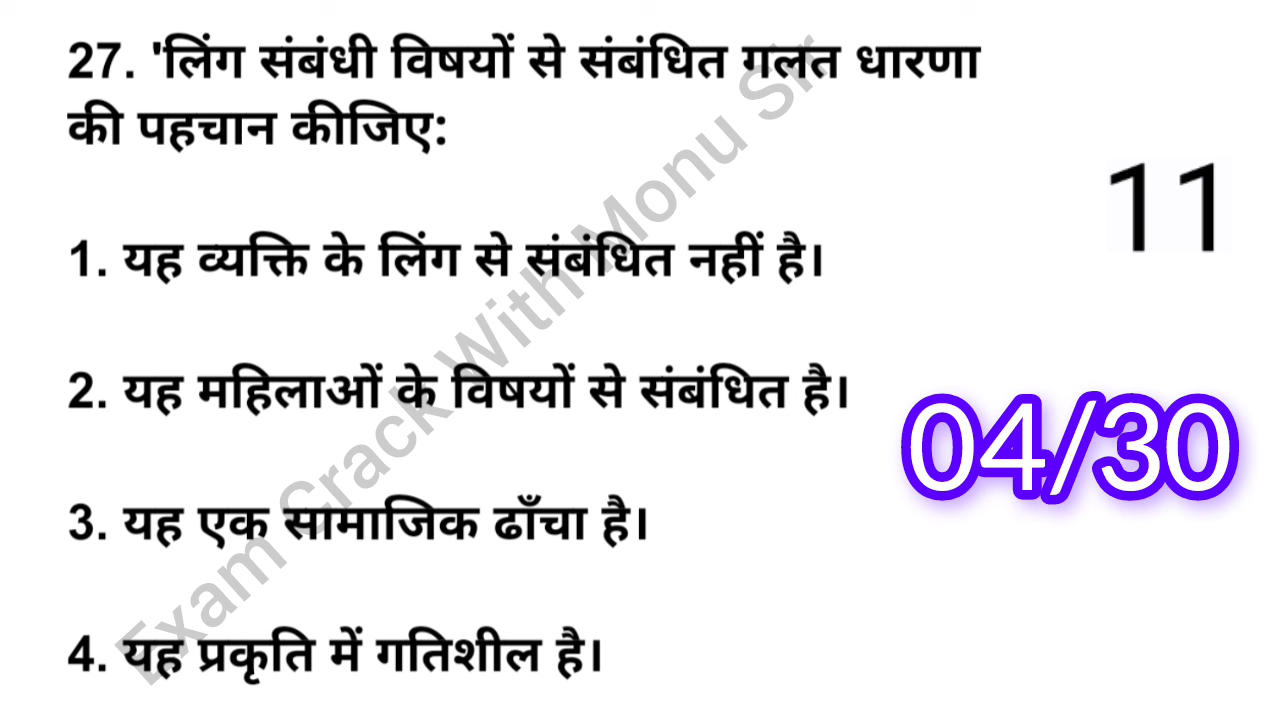 27. 'लिंग संबंधी विषयों से संबंधित गलत धारणा
की पहचान कीजिए:
1. यह व्यक्ति के लिंग से संबंधित नहीं है।
2. यह महिलाओं के विषयों से संबंधित है।
3. यह एक सामाजिक ढाँचा है।
4. यह प्रकृति में गतिशील है।
11
04/30
Exam Crack With Monu Sir